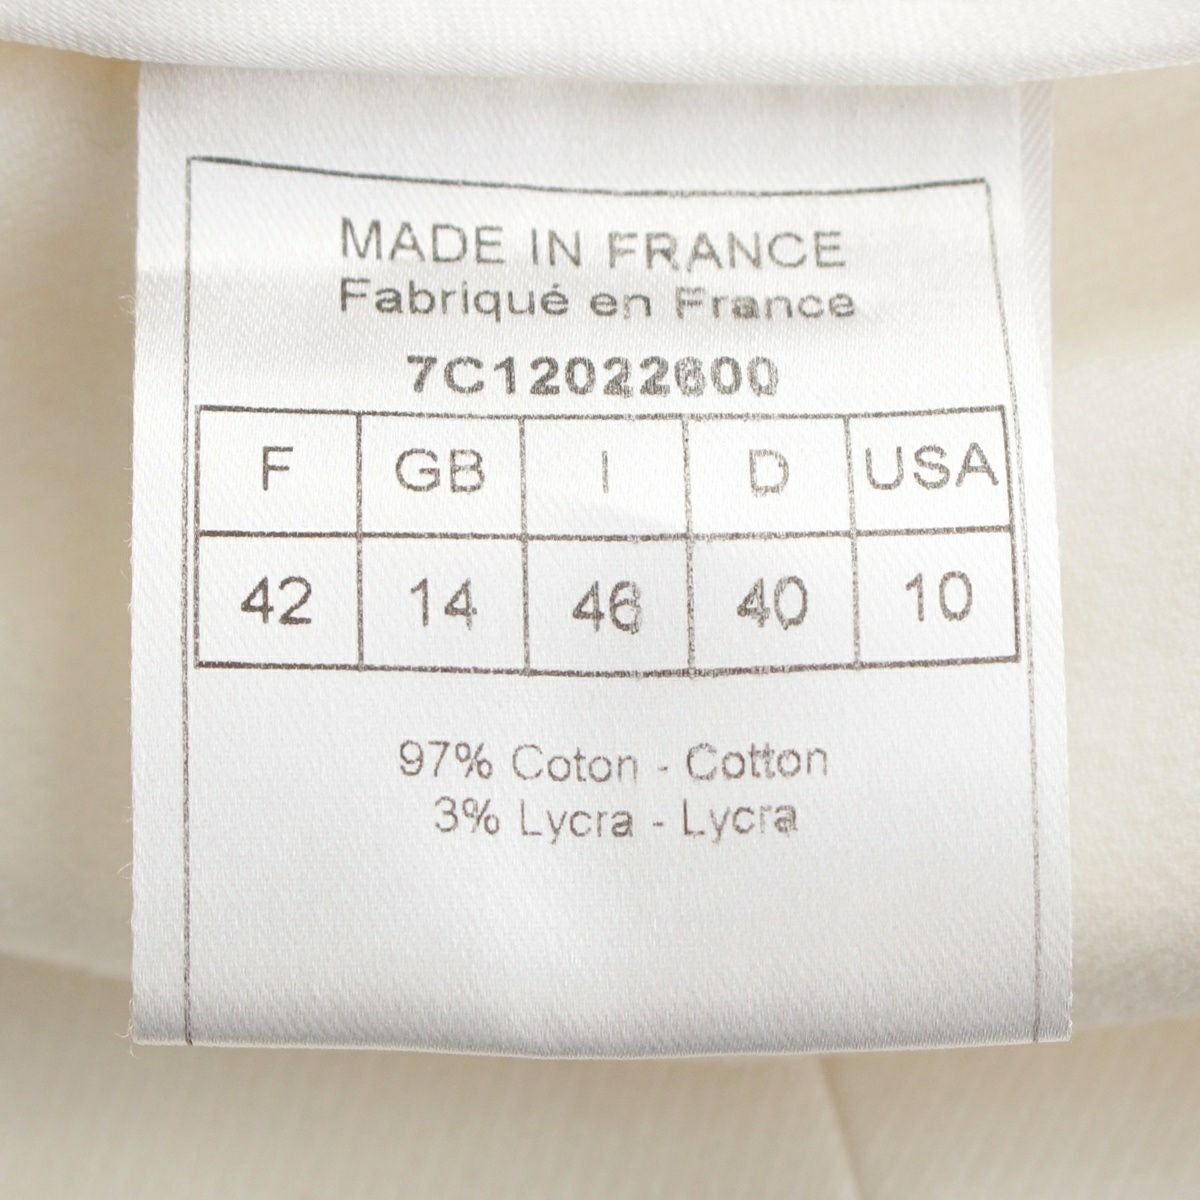 MADE IN FRANCE
Fabriqué en France
7C12022600
F GB I D USA
42 14 46 40 10
97% Coton - Cotton
3% Lycra - Lycra